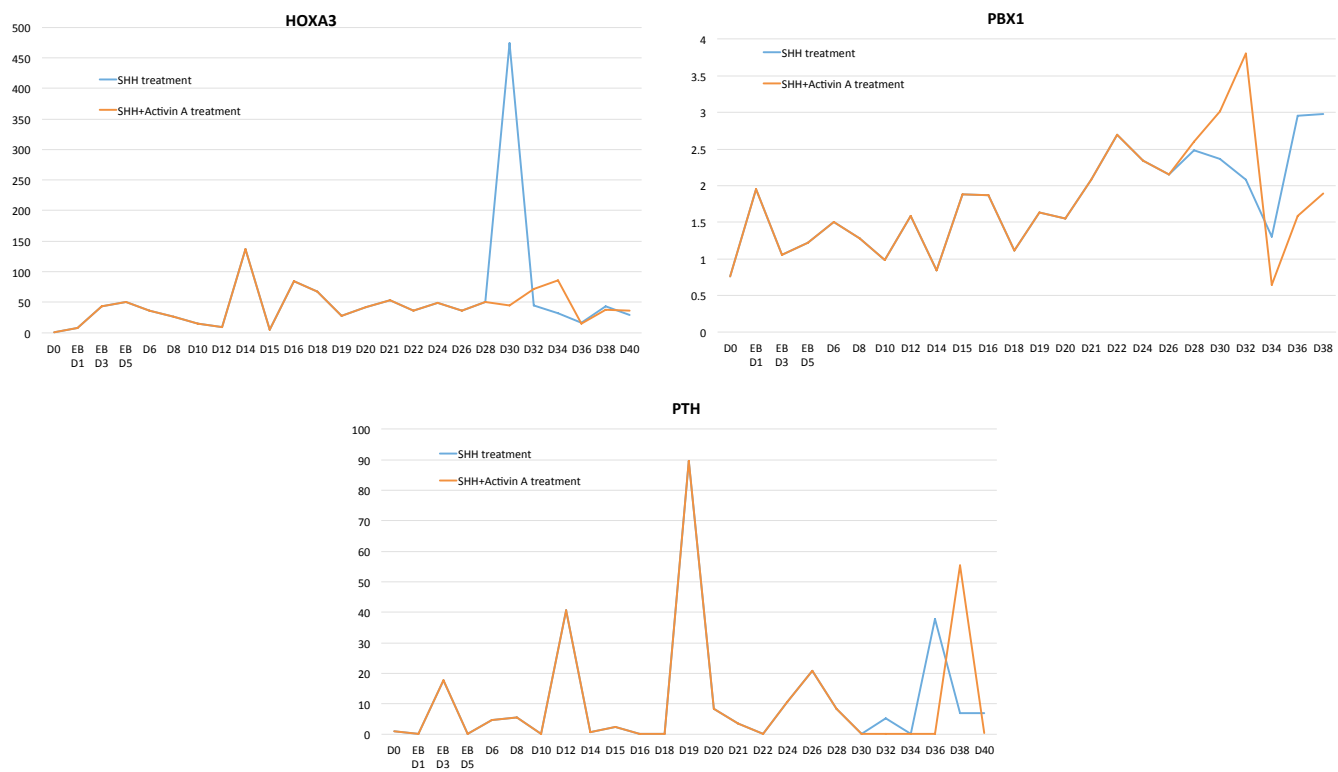 HOXA3
500
450
400
350
300
250
200
150
100
50
0
SHH treatment
SHH+Activin A treatment
D0 EB D1 EB D3 EB D5 D6 D8 D10 D12 D14 D15 D16 D18 D19 D20 D21 D22 D24 D26 D28 D30 D32 D34 D36 D38 D40
PBX1
4
3.5
3
2.5
2
1.5
1
0.5
0
SHH treatment
SHH+Activin A treatment
D0 EB D1 EB D3 EB D5 D6 D8 D10 D12 D14 D15 D16 D18 D19 D20 D21 D22 D24 D26 D28 D30 D32 D34 D36 D38
PTH
100
90
80
70
60
50
40
30
20
10
0
SHH treatment
SHH+Activin A treatment
D0 EB D1 EB D3 EB D5 D6 D8 D10 D12 D14 D15 D16 D18 D19 D20 D21 D22 D24 D26 D28 D30 D32 D34 D36 D38 D40